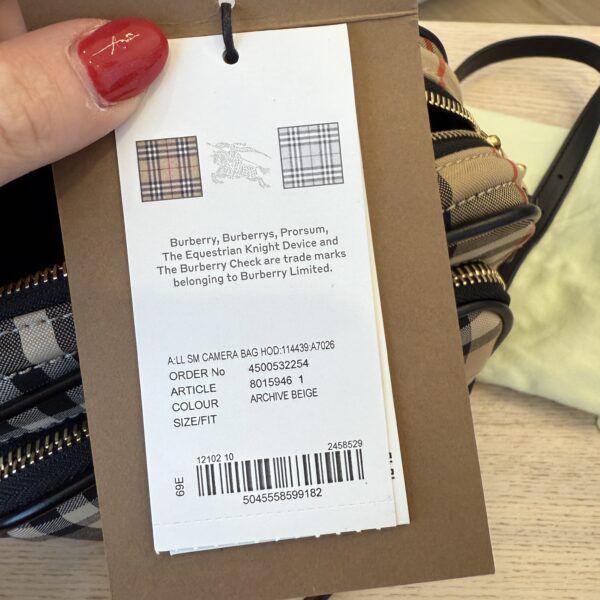 Burberry, Burberrys, Prorsum,
The Equestrian Knight Device and
The Burberry Check are trade marks
belonging to Burberry Limited.
A:LL SM CAMERA BAG HOD:114439:A7026
ORDER No 4500532254
ARTICLE 8015946 1
COLOUR ARCHIVE BEIGE
SIZE/FIT
12102 10 2458529
69E
5045558599182